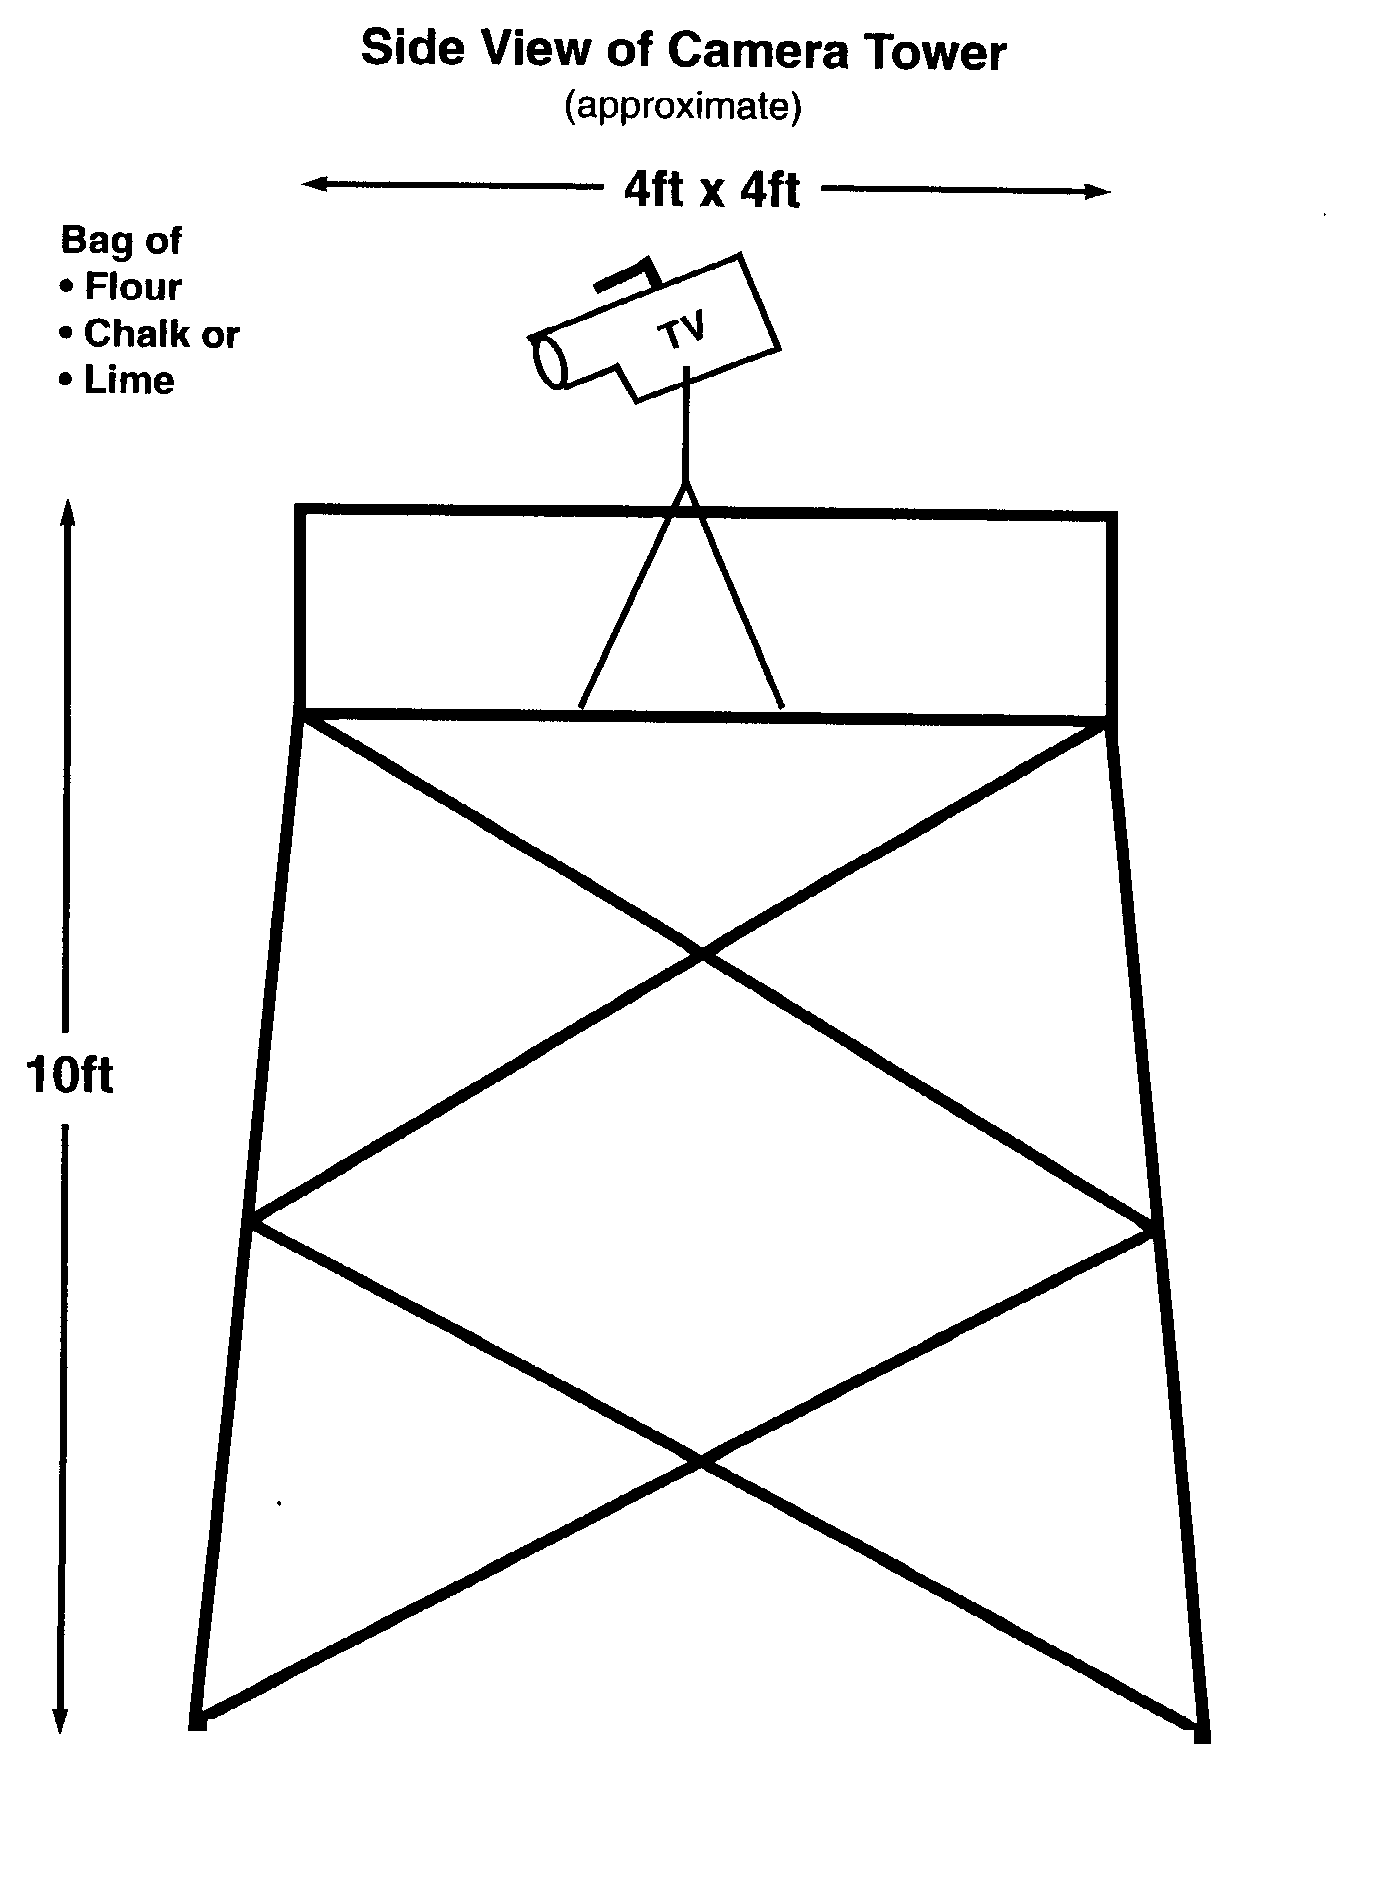 Side View of Camera Tower
(approximate)
4ft x 4ft
Bag of
• Flour
• Chalk or
• Lime
TV
10ft